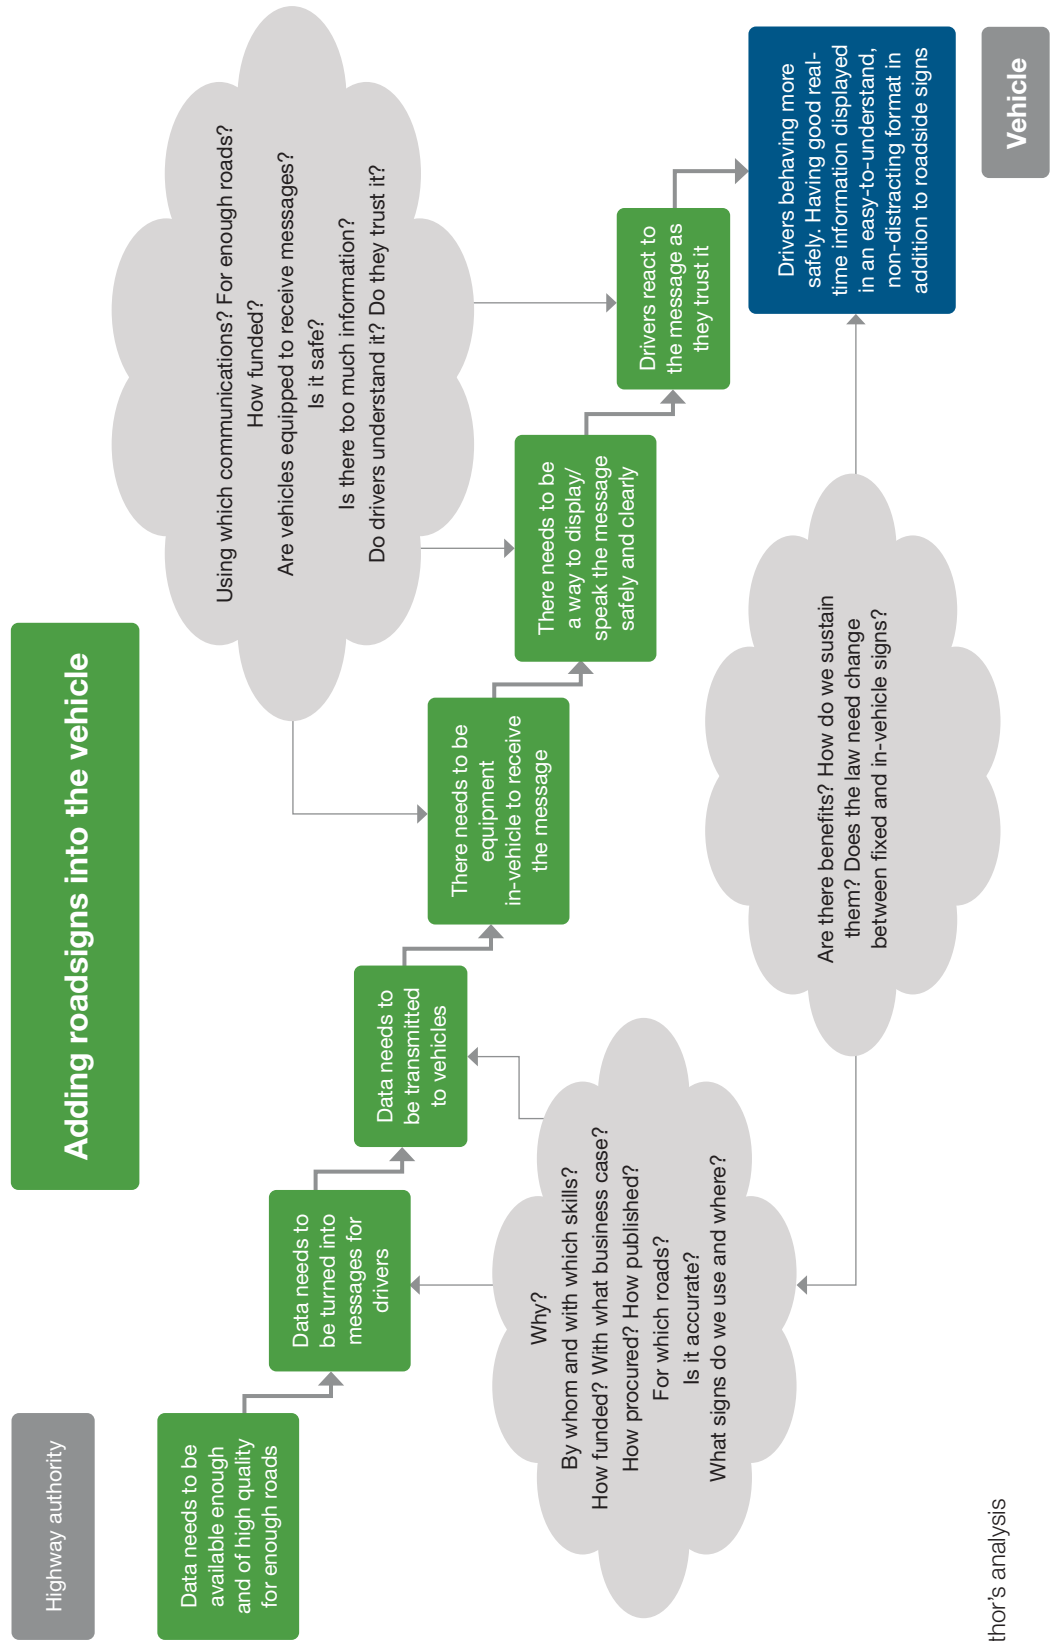 Adding roadsigns into the vehicle
Highway authority
Data needs to be
available enough
and of high quality
for enough roads
Data needs to
be turned into
messages for
drivers
Data needs to
be transmitted
to vehicles
There needs to be
equipment
in-vehicle to receive
the message
There needs to be
a way to display/
speak the message
safely and clearly
Drivers react to
the message as
they trust it
Drivers behaving more
safely. Having good real-
time information displayed
in an easy-to-understand,
non-distracting format in
addition to roadside signs
Vehicle
Using which communications? For enough roads?
How funded?
Are vehicles equipped to receive messages?
Is it safe?
Is there too much information?
Do drivers understand it? Do they trust it?
Why?
By whom and with which skills?
How funded? With what business case?
How procured? How published?
For which roads?
Is it accurate?
What signs do we use and where?
Are there benefits? How do we sustain
them? Does the law need change
between fixed and in-vehicle signs?
thor's analysis